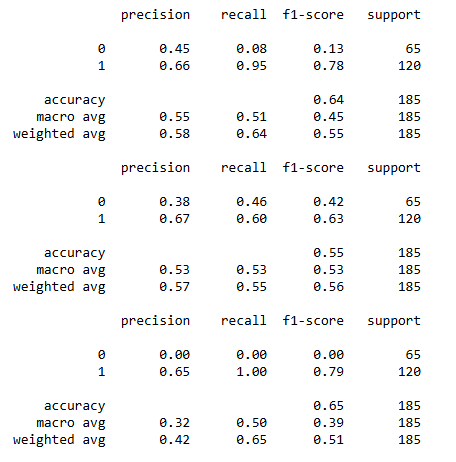 precision recall f1-score support
0 0.45 0.08 0.13 65
1 0.66 0.95 0.78 120
accuracy 0.64 185
macro avg 0.55 0.51 0.45 185
weighted avg 0.58 0.64 0.55 185
precision recall f1-score support
0 0.38 0.46 0.42 65
1 0.67 0.60 0.63 120
accuracy 0.55 185
macro avg 0.53 0.53 0.53 185
weighted avg 0.57 0.55 0.56 185
precision recall f1-score support
0 0.00 0.00 0.00 65
1 0.65 1.00 0.79 120
accuracy 0.65 185
macro avg 0.32 0.50 0.39 185
weighted avg 0.42 0.65 0.51 185